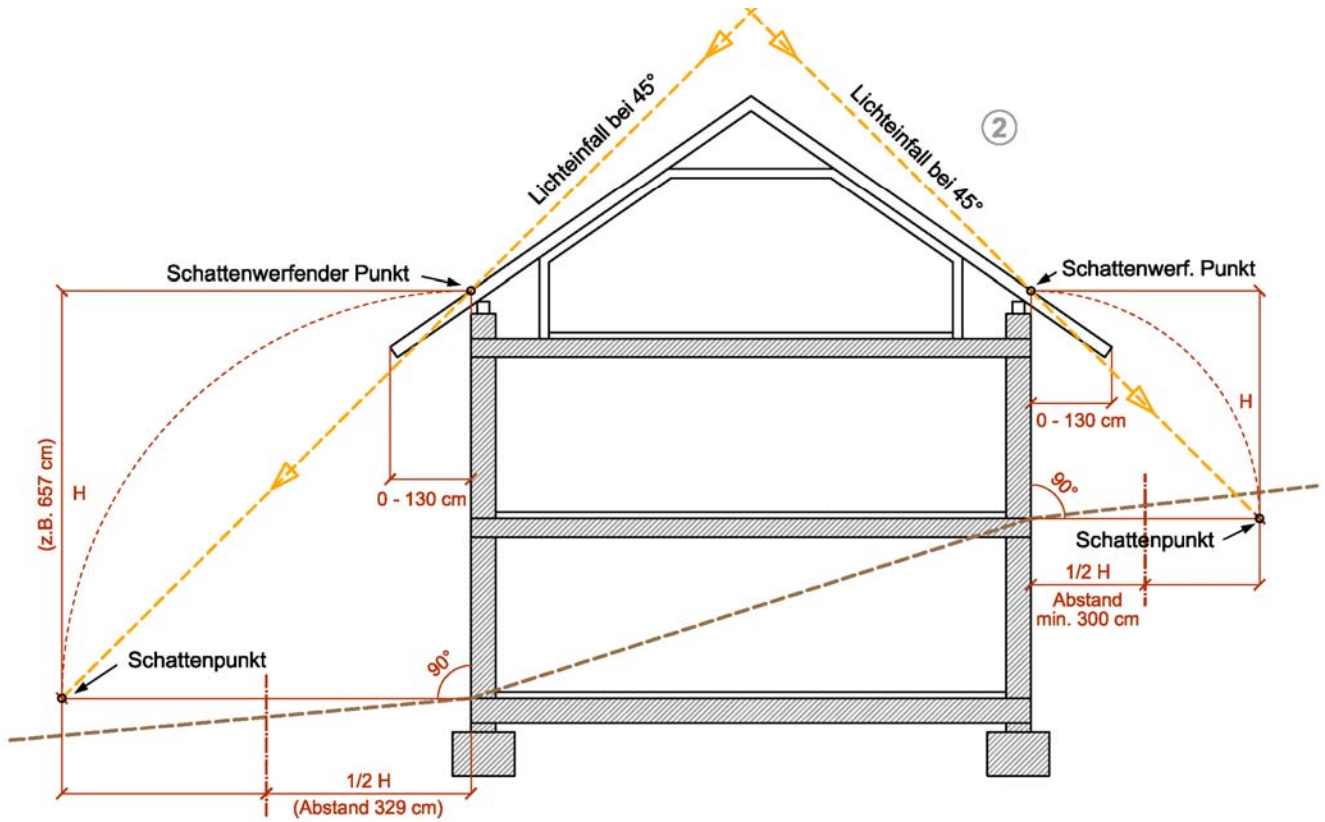 Lichteinfall bei 45°
Lichteinfall bei 45°
2
Schattenwerfender Punkt
Schattenwerf. Punkt
(z.B. 657 cm)
H
H
0 - 130 cm
0 - 130 cm
90°
Schattenpunkt
1/2 H
Abstand
min. 300 cm
Schattenpunkt
90°
1/2 H
(Abstand 329 cm)